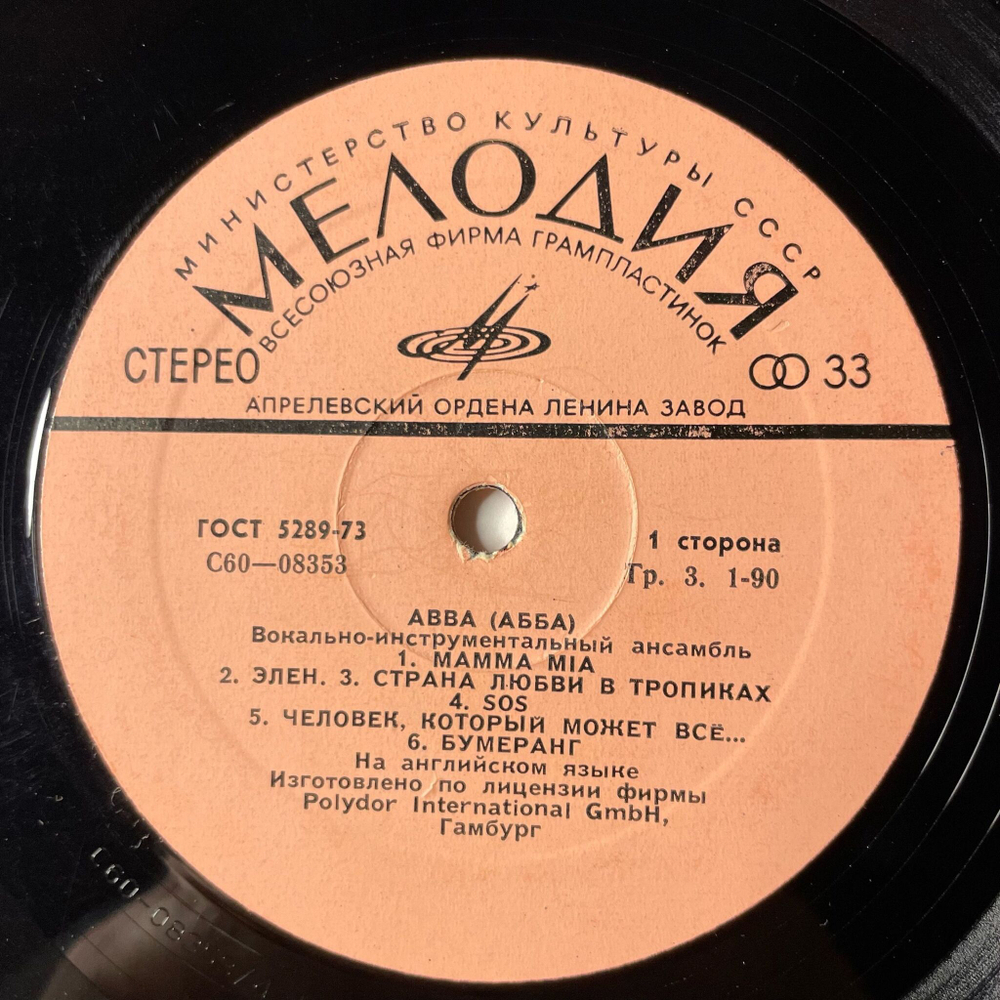 МИНИСТЕРСТВО КУЛЬТУРЫ СССР
МЕЛОДИЯ
ВСЕСОЮЗНАЯ ФИРМА ГРАМПЛАСТИНОК
СТЕРЕО
33
АПРЕЛЕВСКИЙ ОРДЕНА ЛЕНИНА ЗАВОД
ГОСТ 5289-73
С60—08353
1 сторона
Гр. 3. 1-90
ABBA (АББА)
Вокально-инструментальный ансамбль
1. MAMMA MIA
2. ЭЛЕН. 3. СТРАНА ЛЮБВИ В ТРОПИКАХ
4. SOS
5. ЧЕЛОВЕК, КОТОРЫЙ МОЖЕТ ВСЁ...
6. БУМЕРАНГ
На английском языке
Изготовлено по лицензии фирмы
Polydor International GmbH,
Гамбург